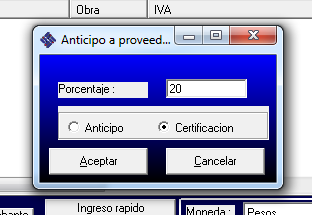 Obra IVA
Anticipo a proveed...
Porcentaje : 20
Anticipo Certificacion
Aceptar Cancelar
Ingreso rapido Moneda : Pesos